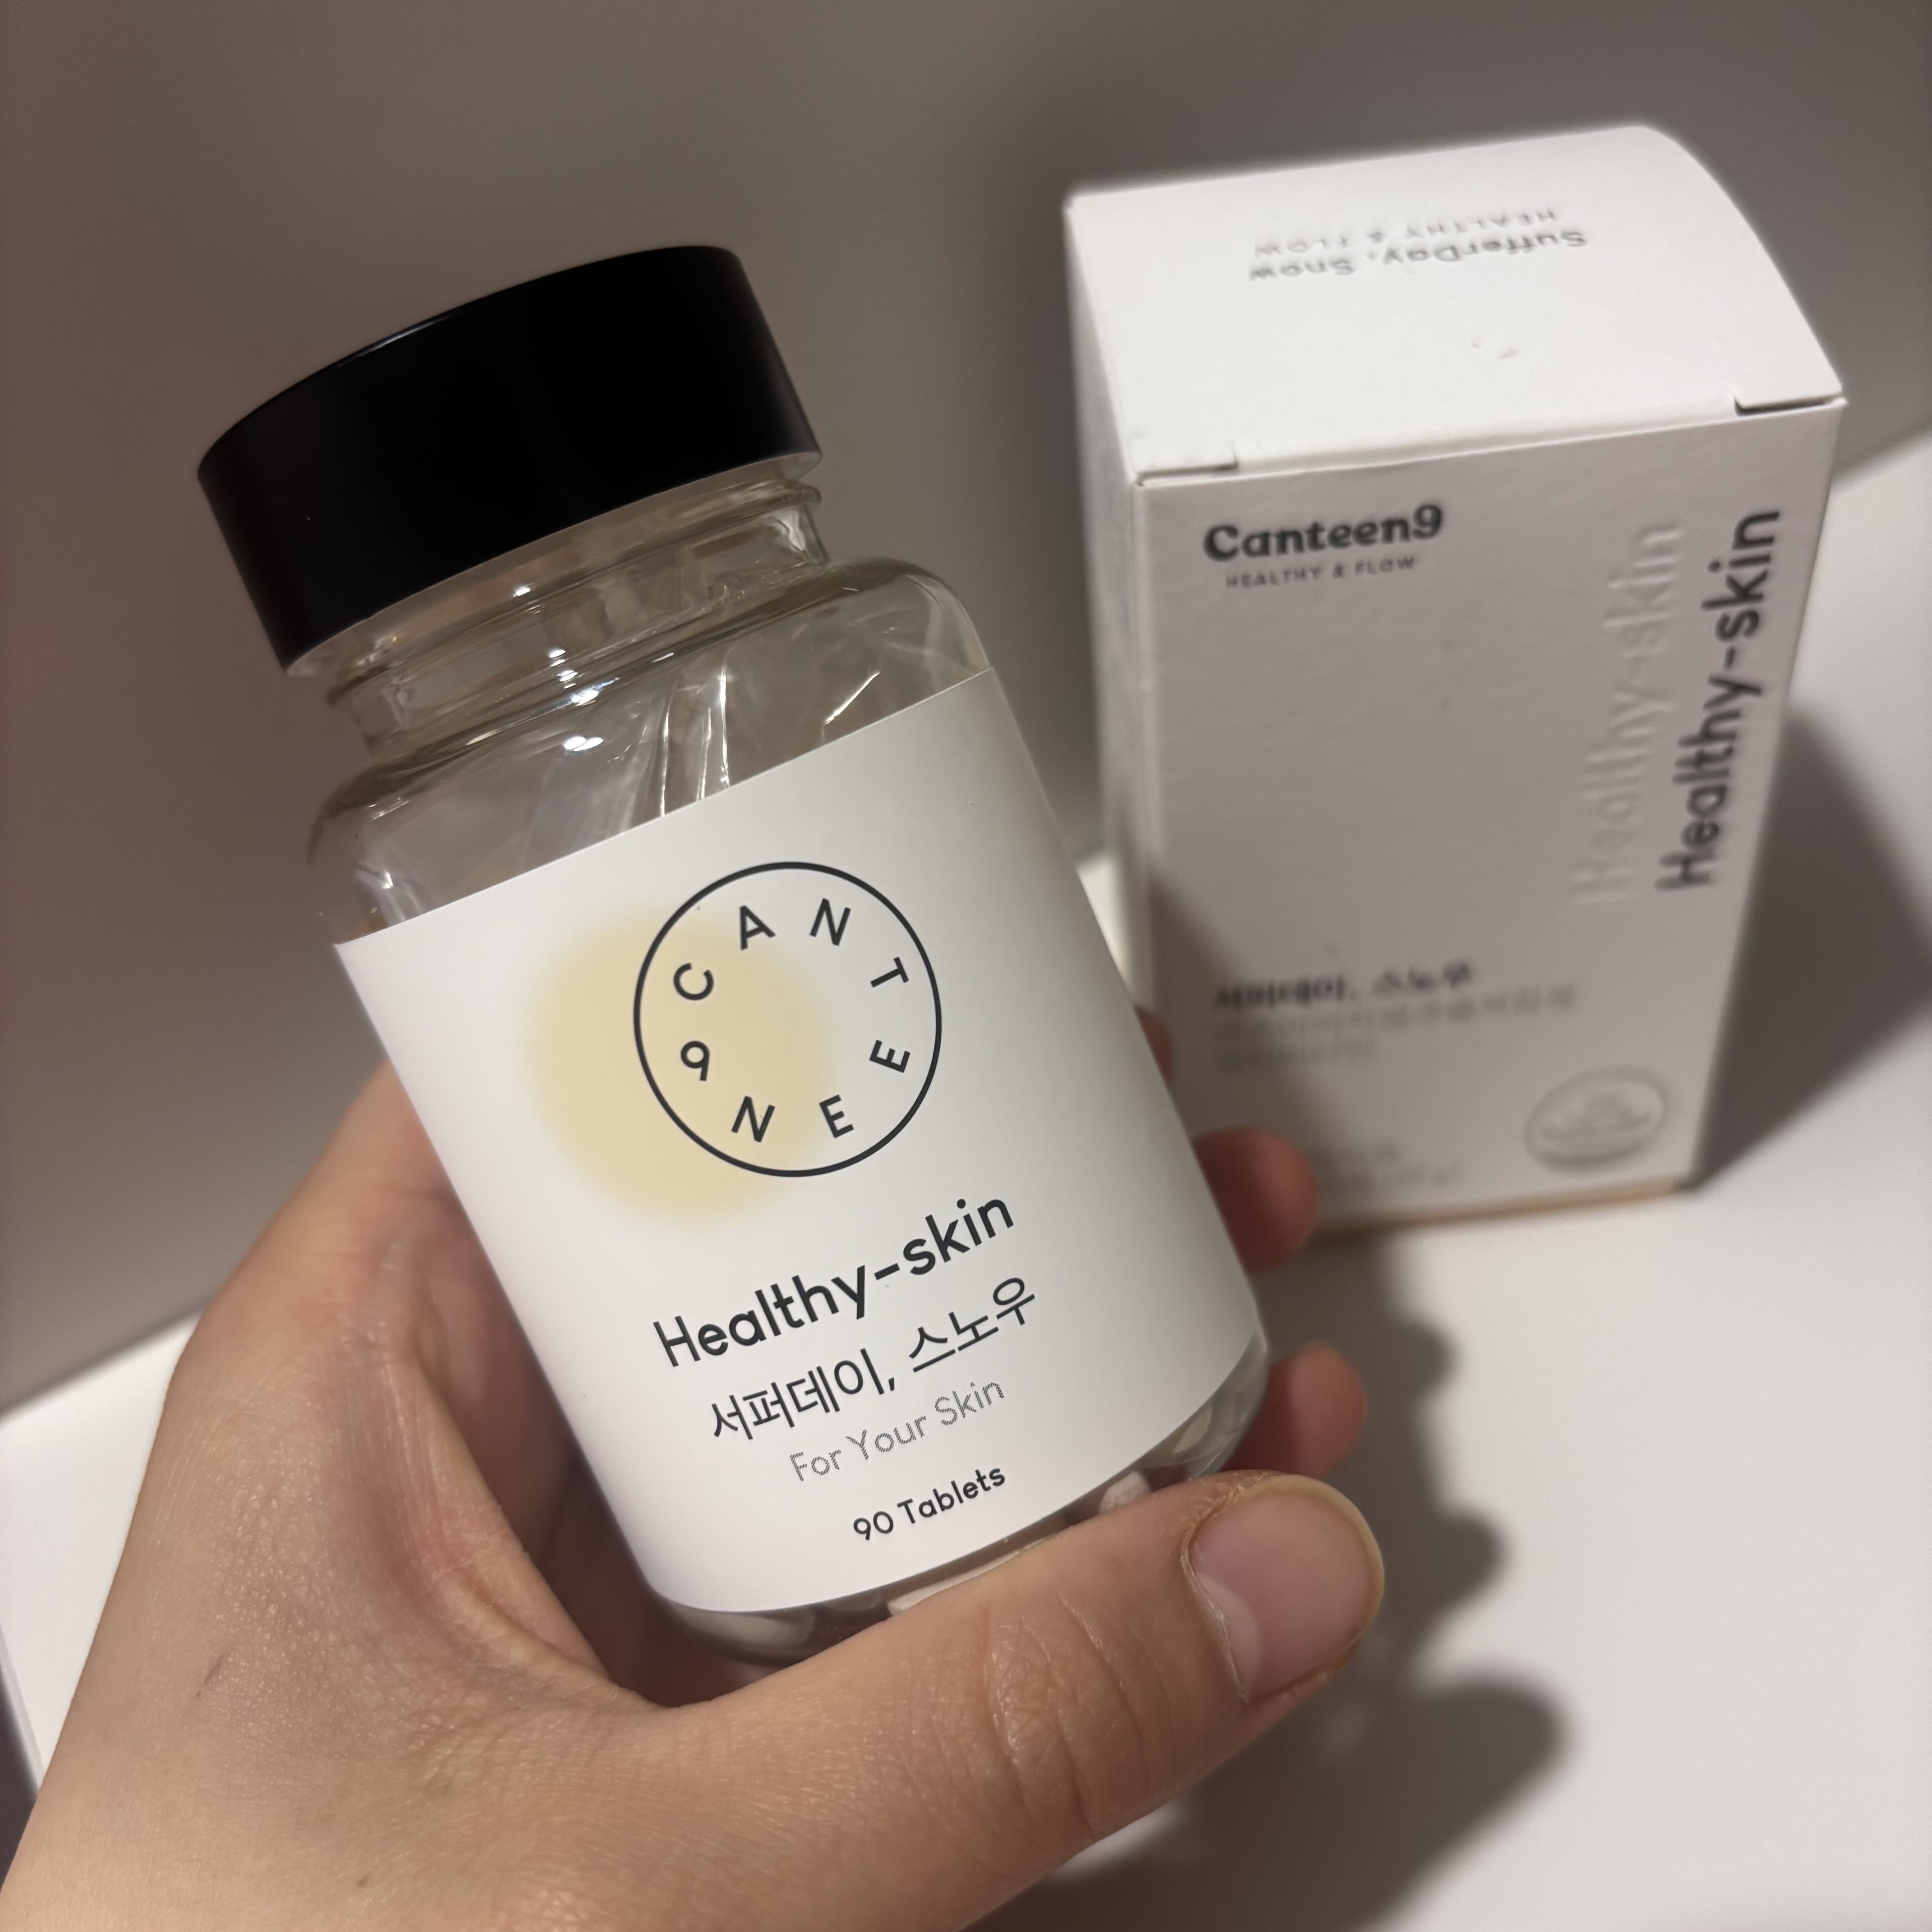 CANTEEN9
Healthy-skin
서퍼데이, 스노우
For Your Skin
90 Tablets
SufferDay, Snow
HEALTHY & FLOW
Canteen9
HEALTHY & FLOW
Healthy-skin
Healthy-skin
서퍼데이, 스노우